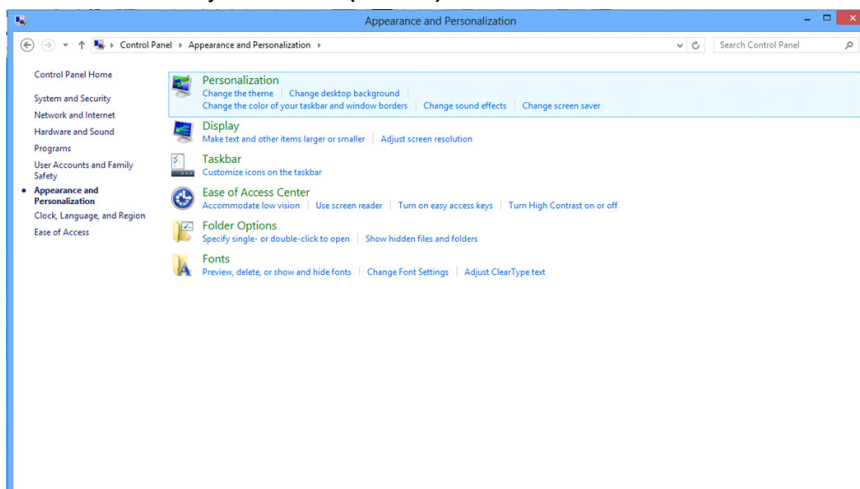 Appearance and Personalization
Control Panel Appearance and Personalization
Search Control Panel
Control Panel Home
System and Security
Network and Internet
Hardware and Sound
Programs
User Accounts and Family
Safety
Appearance and
Personalization
Clock, Language, and Region
Ease of Access
Personalization
Change the theme Change desktop background
Change the color of your taskbar and window borders Change sound effects Change screen saver
Display
Make text and other items larger or smaller Adjust screen resolution
Taskbar
Customize icons on the taskbar
Ease of Access Center
Accommodate low vision Use screen reader Turn on easy access keys Turn High Contrast on or off
Folder Options
Specify single- or double-click to open Show hidden files and folders
Fonts
Preview, delete, or show and hide fonts Change Font Settings Adjust ClearType text